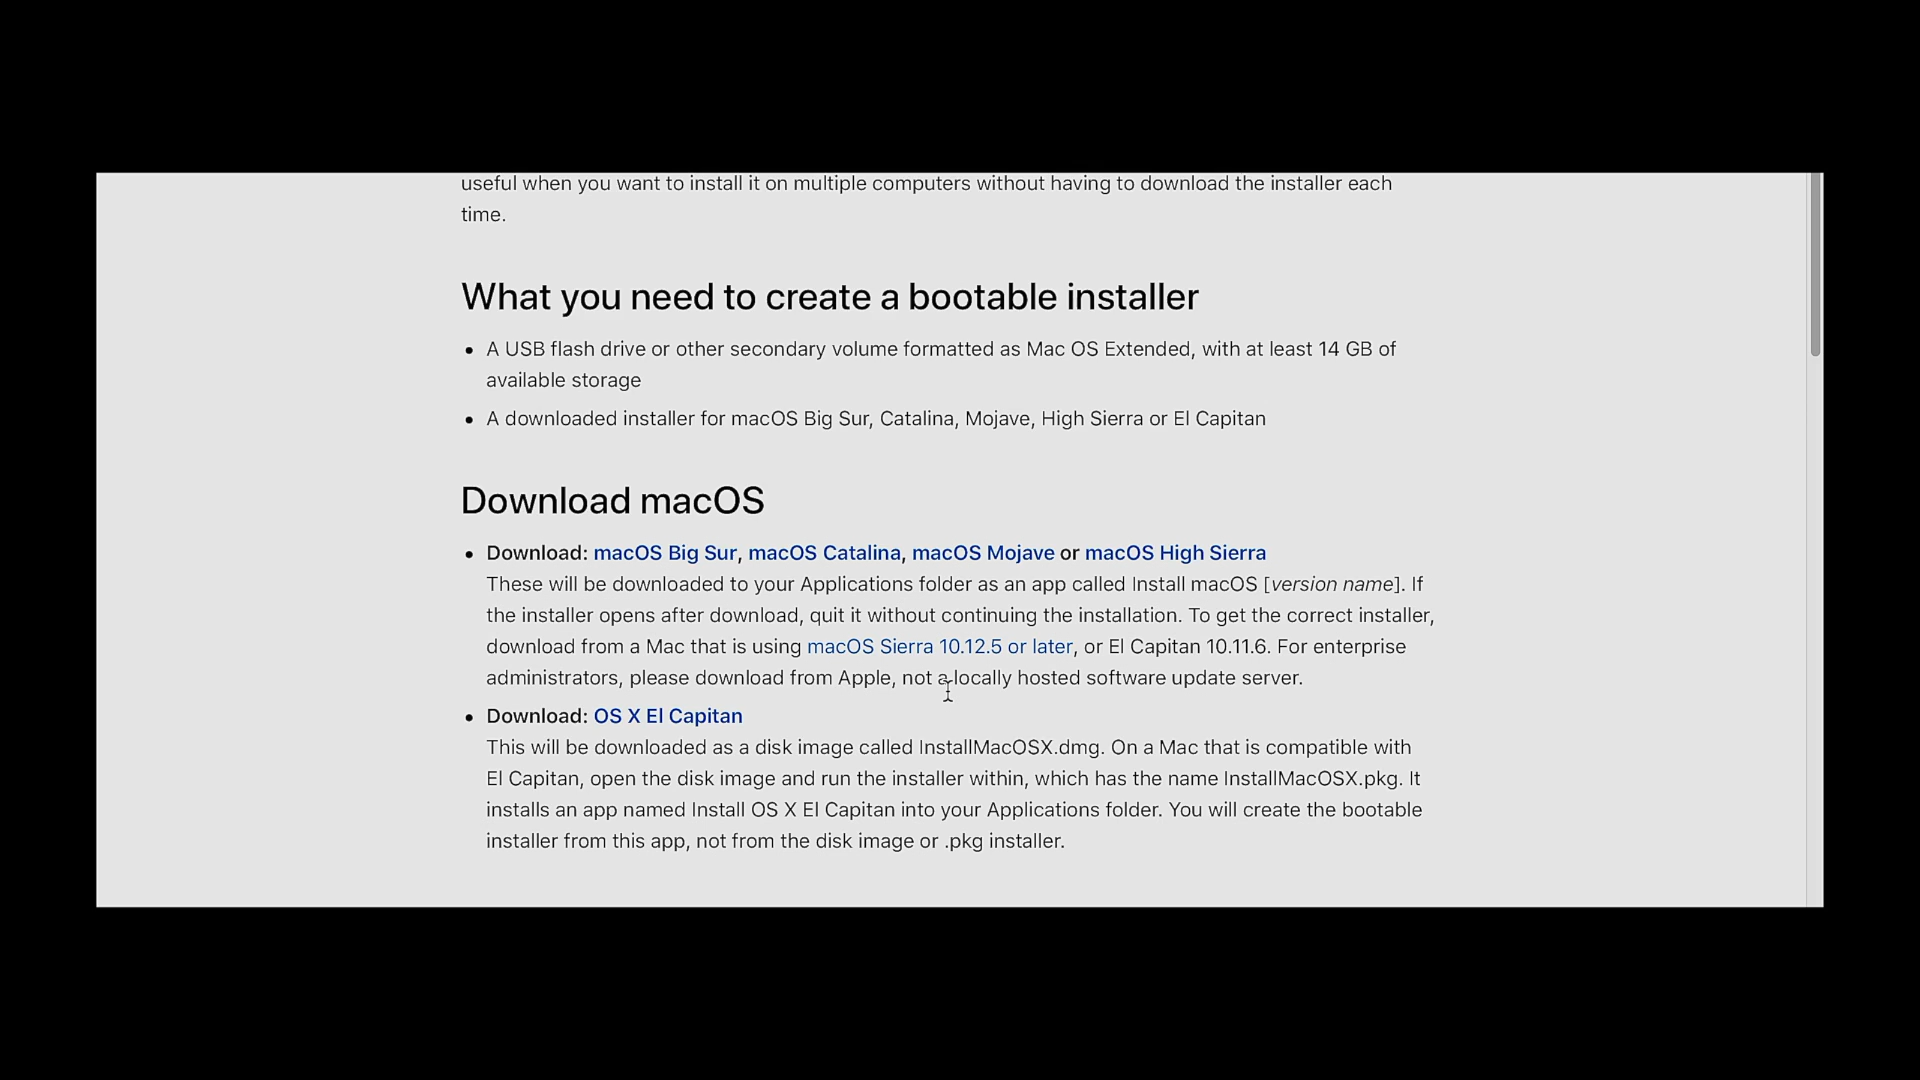 useful when you want to install it on multiple computers without having to download the installer each
time.
What you need to create a bootable installer
• A USB flash drive or other secondary volume formatted as Mac OS Extended, with at least 14 GB of
available storage
• A downloaded installer for macOS Big Sur, Catalina, Mojave, High Sierra or El Capitan
Download macOS
• Download: macOS Big Sur, macOS Catalina, macOS Mojave or macOS High Sierra
These will be downloaded to your Applications folder as an app called Install macOS [version name]. If
the installer opens after download, quit it without continuing the installation. To get the correct installer,
download from a Mac that is using macOS Sierra 10.12.5 or later, or El Capitan 10.11.6. For enterprise
administrators, please download from Apple, not a locally hosted software update server.
• Download: OS X El Capitan
This will be downloaded as a disk image called InstallMacOSX.dmg. On a Mac that is compatible with
El Capitan, open the disk image and run the installer within, which has the name InstallMacOSX.pkg. It
installs an app named Install OS X El Capitan into your Applications folder. You will create the bootable
installer from this app, not from the disk image or .pkg installer.